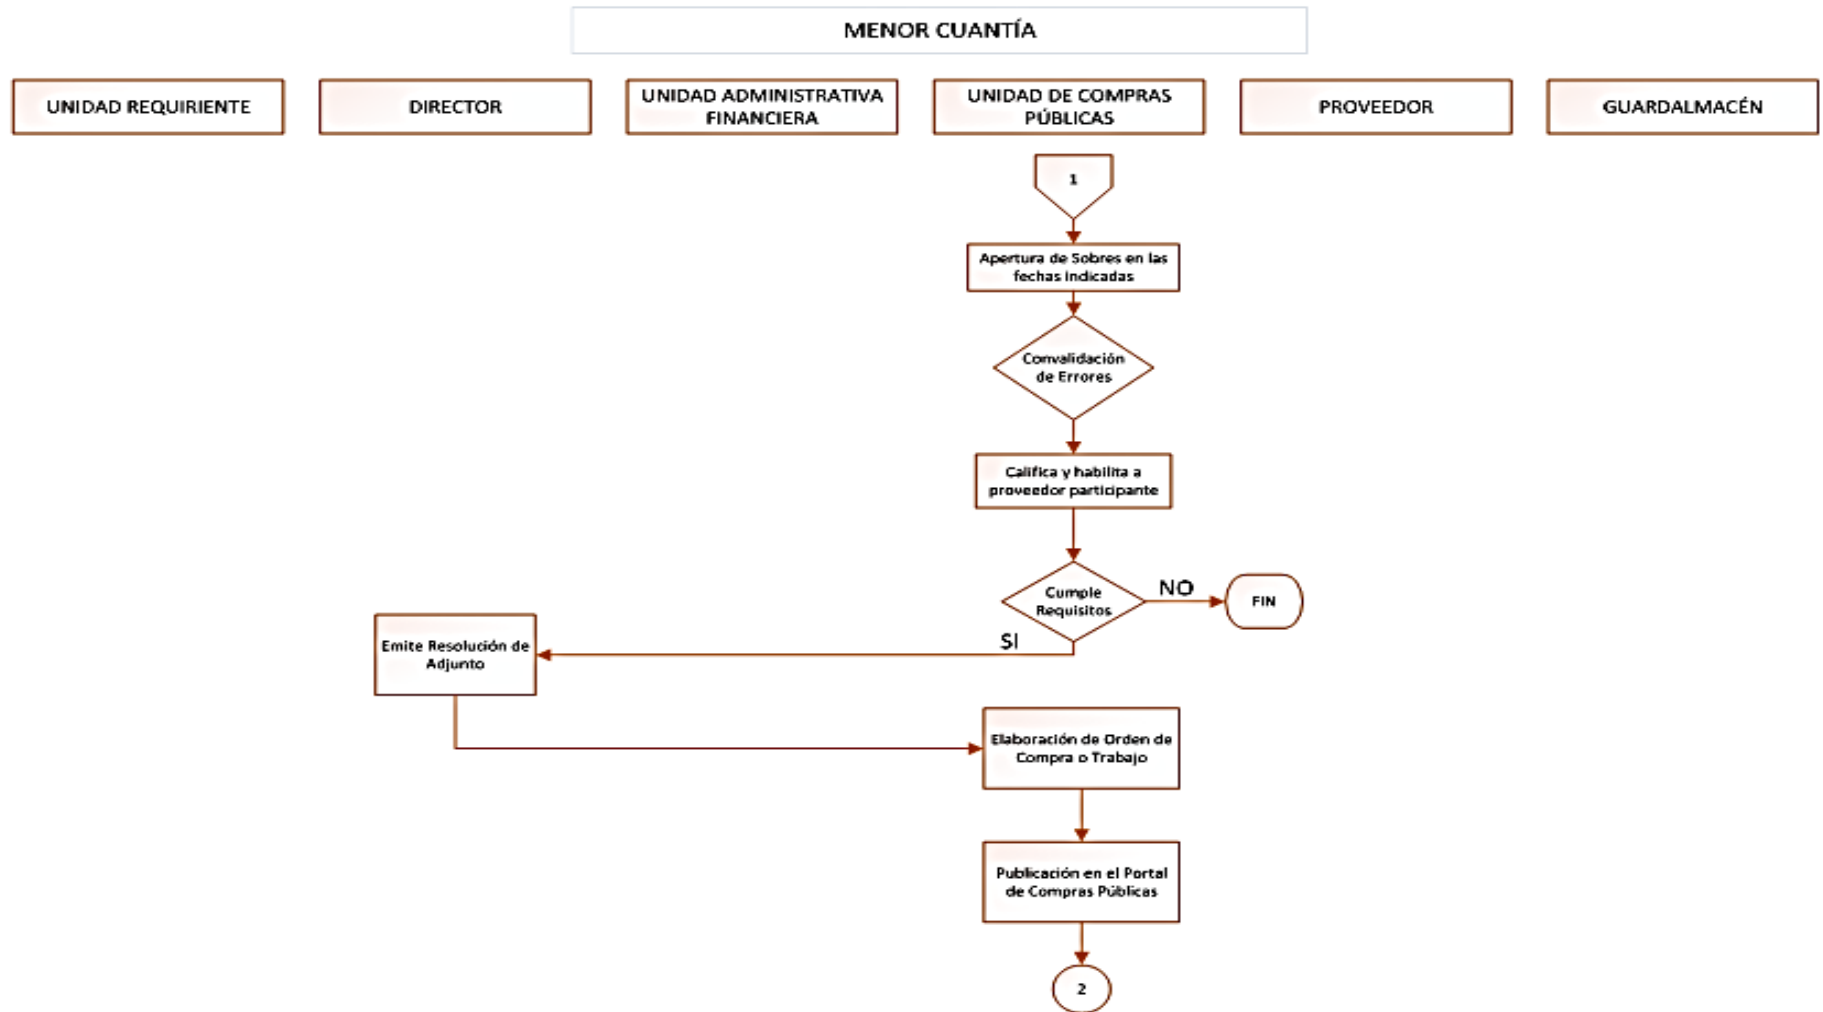 MENOR CUANTÍA
UNIDAD REQUIRIENTE
DIRECTOR
UNIDAD ADMINISTRATIVA
FINANCIERA
UNIDAD DE COMPRAS
PÚBLICAS
PROVEEDOR
GUARDALMACÉN
1
Apertura de Sobres en las
fechas indicadas
Convalidación
de Errores
Califica y habilita a
proveedor participante
Cumple
Requisitos
NO
FIN
SI
Emite Resolución de
Adjunto
Elaboración de Orden de
Compra o Trabajo
Publicación en el Portal
de Compras Públicas
2